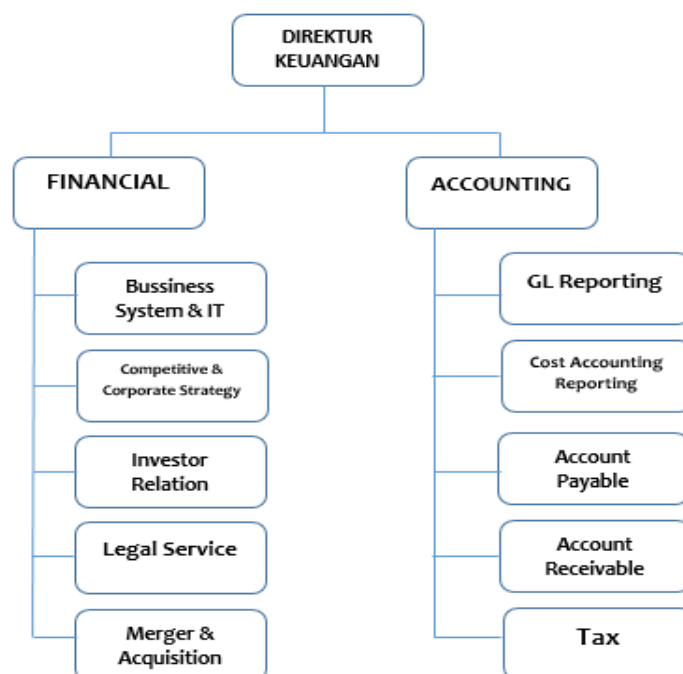 DIREKTUR
KEUANGAN
FINANCIAL
ACCOUNTING
Bussiness
System & IT
Competitive &
Corporate Strategy
Investor
Relation
Legal Service
Merger &
Acquisition
GL Reporting
Cost Accounting
Reporting
Account
Payable
Account
Receivable
Tax